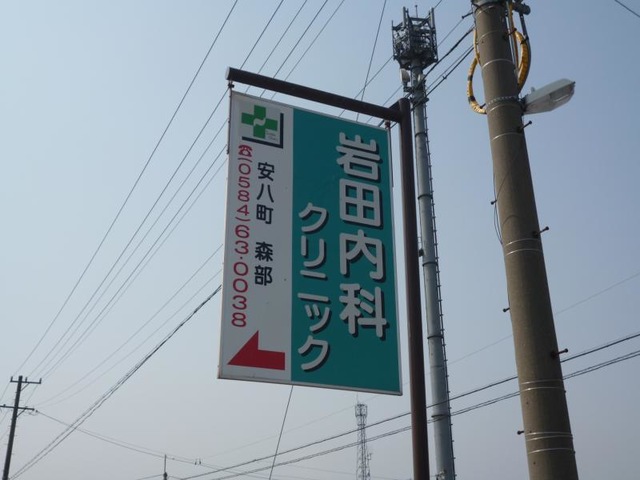 岩田内科
クリニック
安八町 森部
☎(0584)63-0038